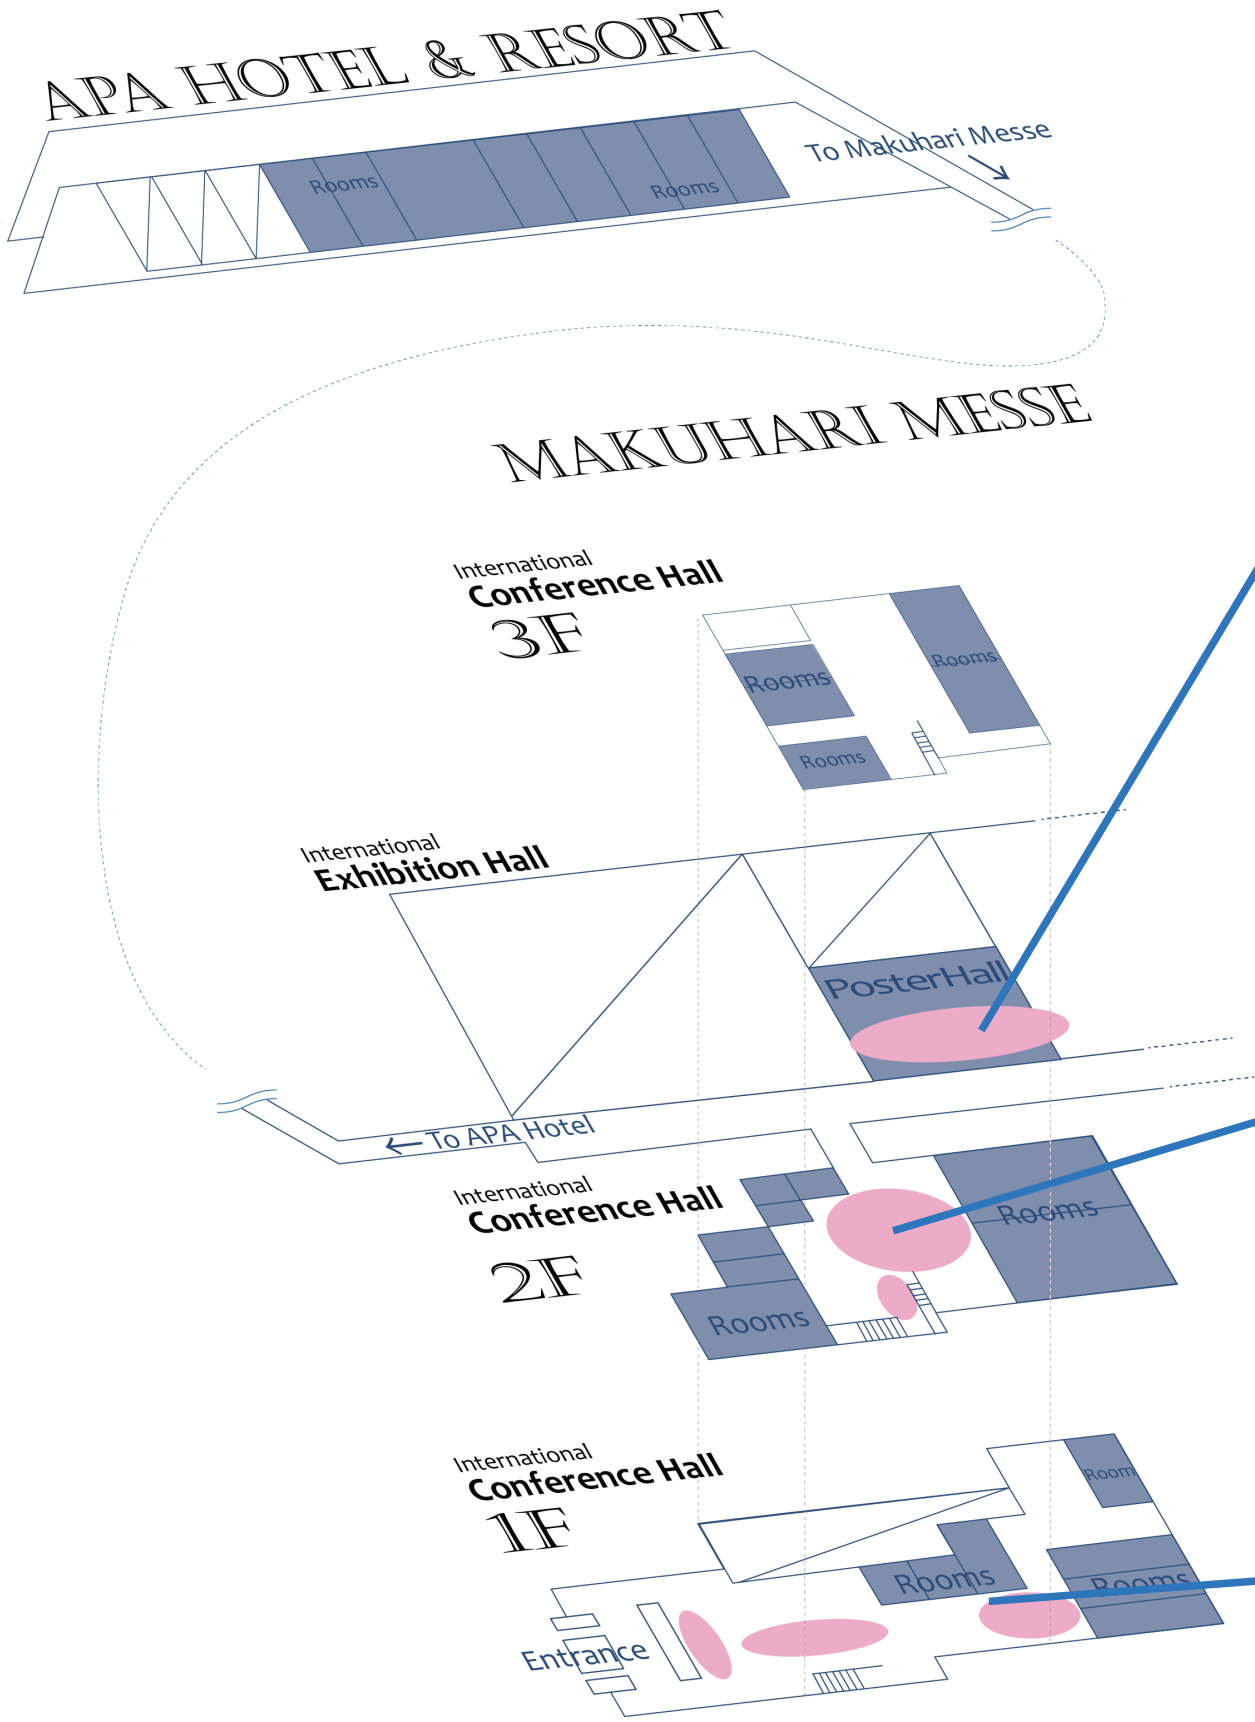 APA HOTEL & RESORT
To Makuhari Messe
Rooms
Rooms
MAKUHARI MESSE
International
Conference Hall
3F
Rooms
Rooms
Rooms
International
Exhibition Hall
PosterHall
To APA Hotel
International
Conference Hall
2F
Rooms
Rooms
International
Conference Hall
1F
Room
Rooms
Rooms
Entrance